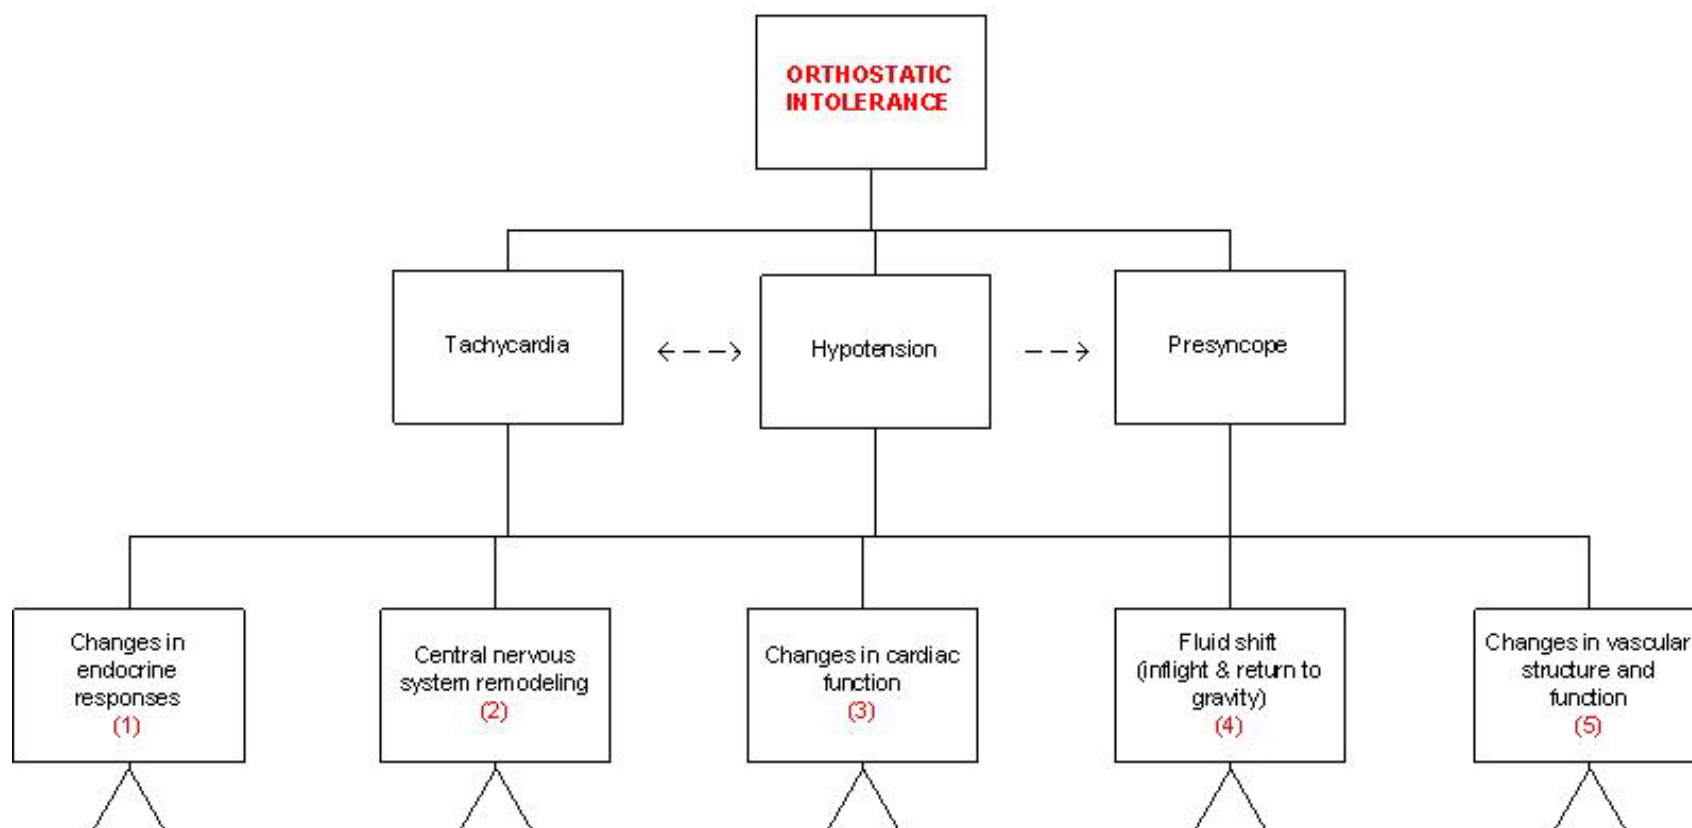 ORTHOSTATIC
INTOLERANCE
Tachycardia
Hypotension
Presyncope
Changes in
endocrine
responses
(1)
Central nervous
system remodeling
(2)
Changes in cardiac
function
(3)
Fluid shift
(inflight & return to
gravity)
(4)
Changes in vascular
structure and
function
(5)